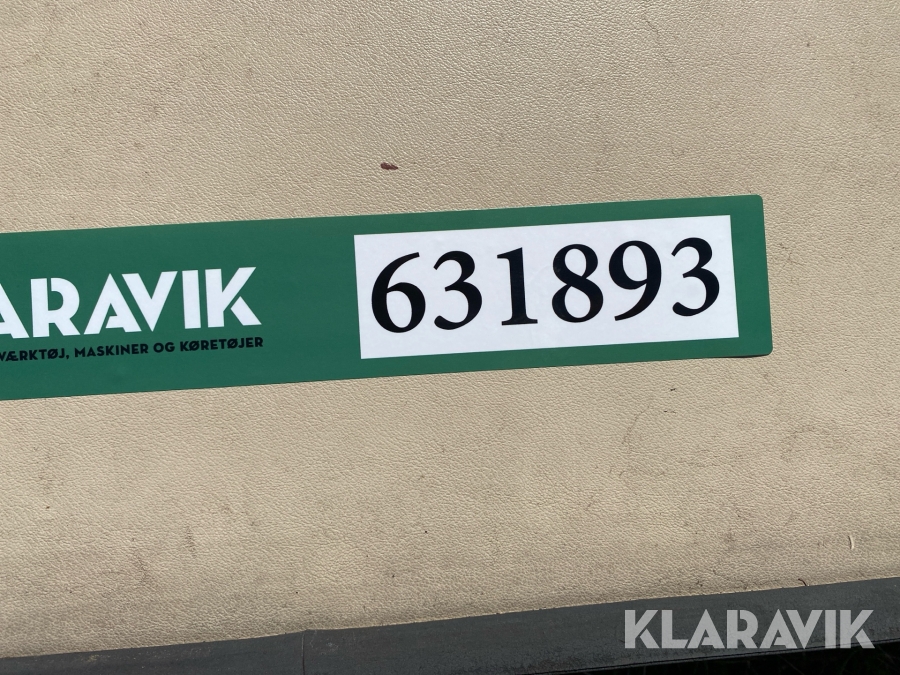 ARAVIK
VÆRKTØJ, MASKINER OG KØRETØJER
631893
KLARAVIK